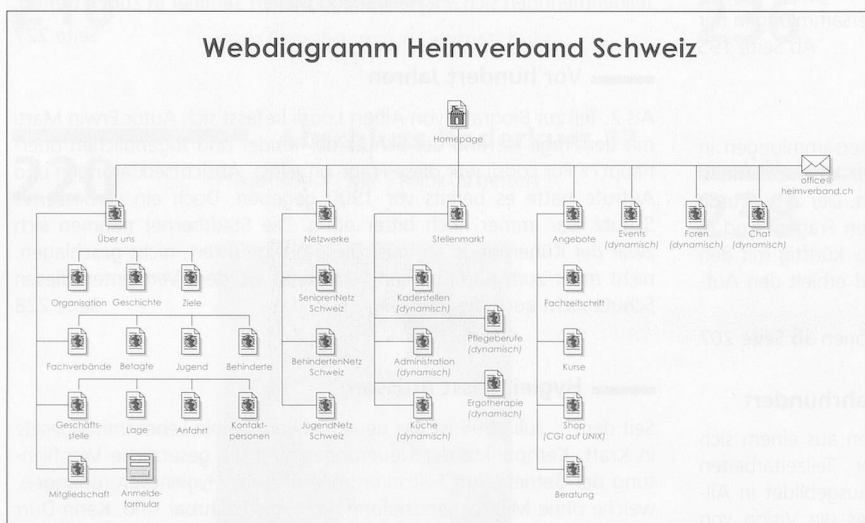 Webdiagramm Heimverband Schweiz
Homepage
office@
heimverband.ch
Über uns
Netzwerke
Stellenmarkt
Angebote
Events
(dynamisch)
Foren
(dynamisch)
Chat
(dynamisch)
Organisation
Geschichte
Ziele
SeniorenNetz
Schweiz
Kaderstellen
(dynamisch)
Fachzeitschrift
Pflegeberufe
(dynamisch)
Fachverbände
Betagte
Jugend
Behinderte
BehindertenNetz
Schweiz
Administration
(dynamisch)
Kurse
Ergotherapie
(dynamisch)
Geschäfts-
stelle
Lage
Anfahrt
Kontakt-
personen
JugendNetz
Schweiz
Küche
(dynamisch)
Shop
(CGI auf UNIX)
Mitgliedschaft
Anmelde-
formular
Beratung